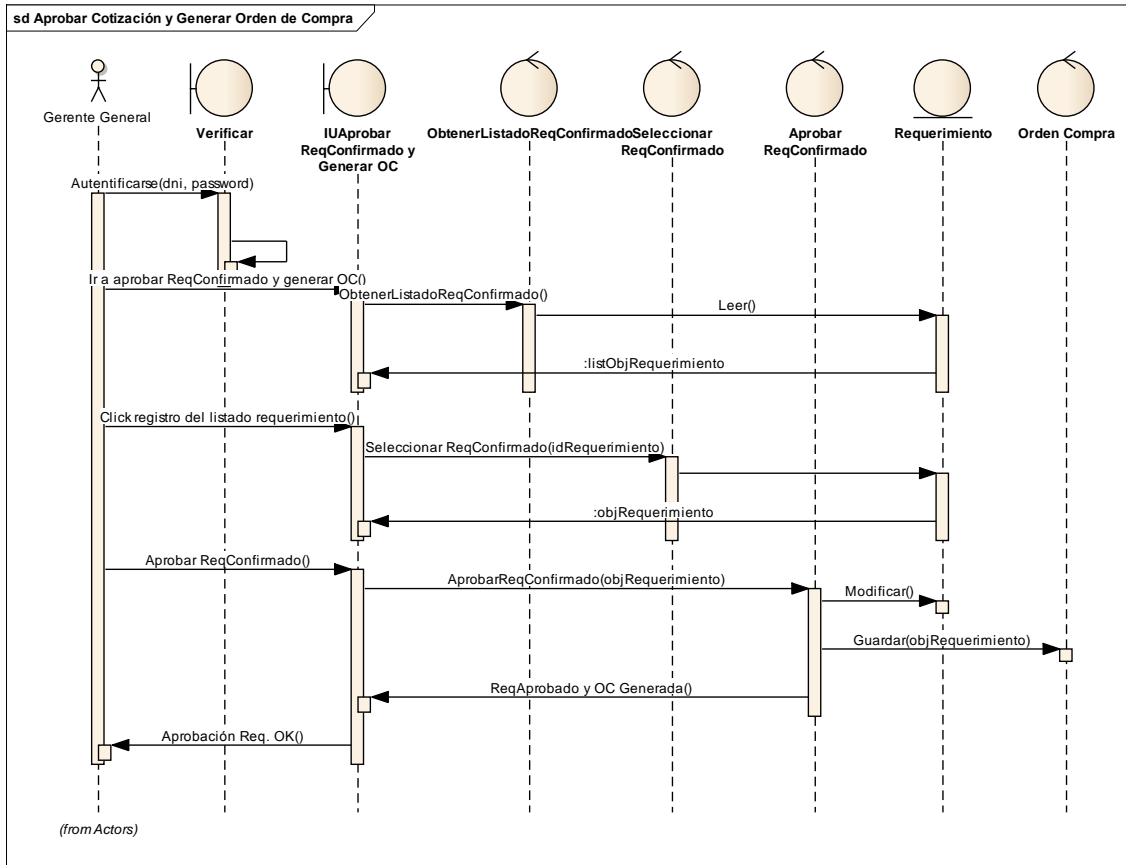 sd Aprobar Cotización y Generar Orden de Compra
Gerente General
Verificar
IUAprobar
ReqConfirmado y
Generar OC
ObtenerListadoReqConfirmado
Seleccionar
ReqConfirmado
Aprobar
ReqConfirmado
Requerimiento
Orden Compra
Autentificarse(dni, password)
Ir a aprobar ReqConfirmado y generar OC()
ObtenerListadoReqConfirmado()
Leer()
:listObjRequerimiento
Click registro del listado requerimiento()
Seleccionar ReqConfirmado(idRequerimiento)
:objRequerimiento
Aprobar ReqConfirmado()
AprobarReqConfirmado(objRequerimiento)
Modificar()
Guardar(objRequerimiento)
ReqAprobado y OC Generada()
Aprobación Req. OK()
(from Actors)